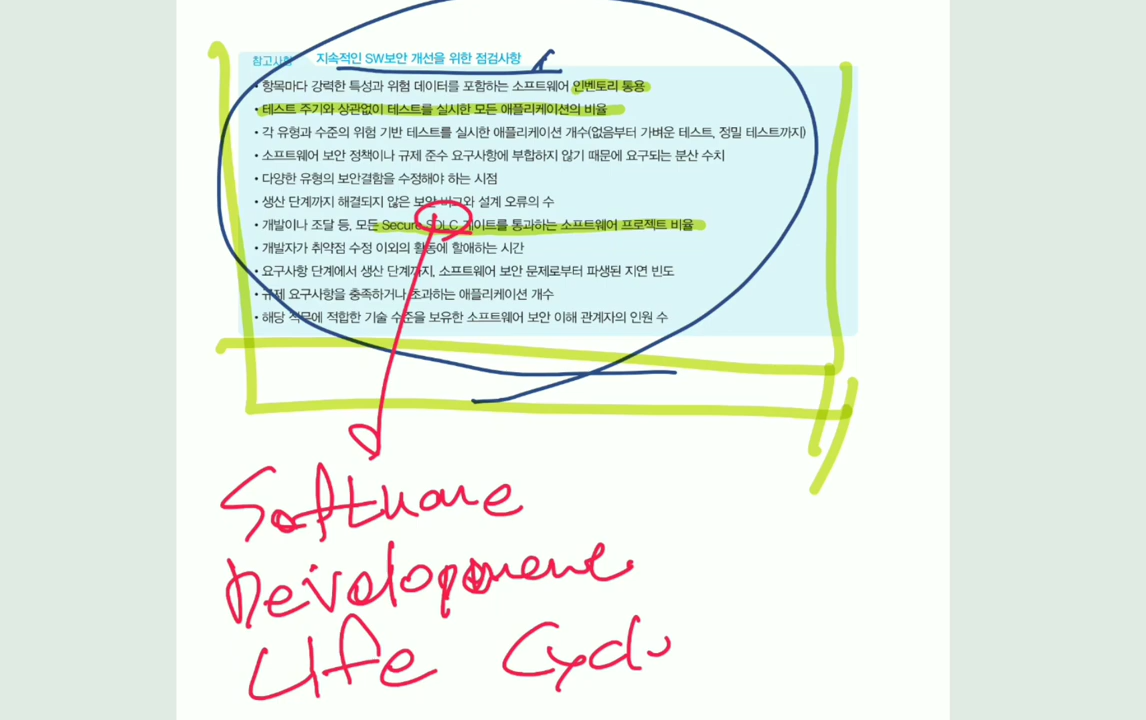 참고사항 지속적인 SW보안 개선을 위한 점검사항
• 항목마다 강력한 특성과 위험 데이터를 포함하는 소프트웨어 인벤토리 통용
• 테스트 주기와 상관없이 테스트를 실시한 모든 애플리케이션의 비율
• 각 유형과 수준의 위험 기반 테스트를 실시한 애플리케이션 개수(없음부터 가벼운 테스트, 정밀 테스트까지)
• 소프트웨어 보안 정책이나 규제 준수 요구사항에 부합하지 않기 때문에 요구되는 분산 수치
• 다양한 유형의 보안결함을 수정해야 하는 시점
• 생산 단계까지 해결되지 않은 보안 버그와 설계 오류의 수
• 개발이나 조달 등, 모든 Secure SDLC 게이트를 통과하는 소프트웨어 프로젝트 비율
• 개발자가 취약점 수정 이외의 활동에 할애하는 시간
• 요구사항 단계에서 생산 단계까지, 소프트웨어 보안 문제로부터 파생된 지연 빈도
• 규제 요구사항을 충족하거나 초과하는 애플리케이션 개수
• 해당 직무에 적합한 기술 수준을 보유한 소프트웨어 보안 이해 관계자의 인원 수
Software
Development
Life Cycle